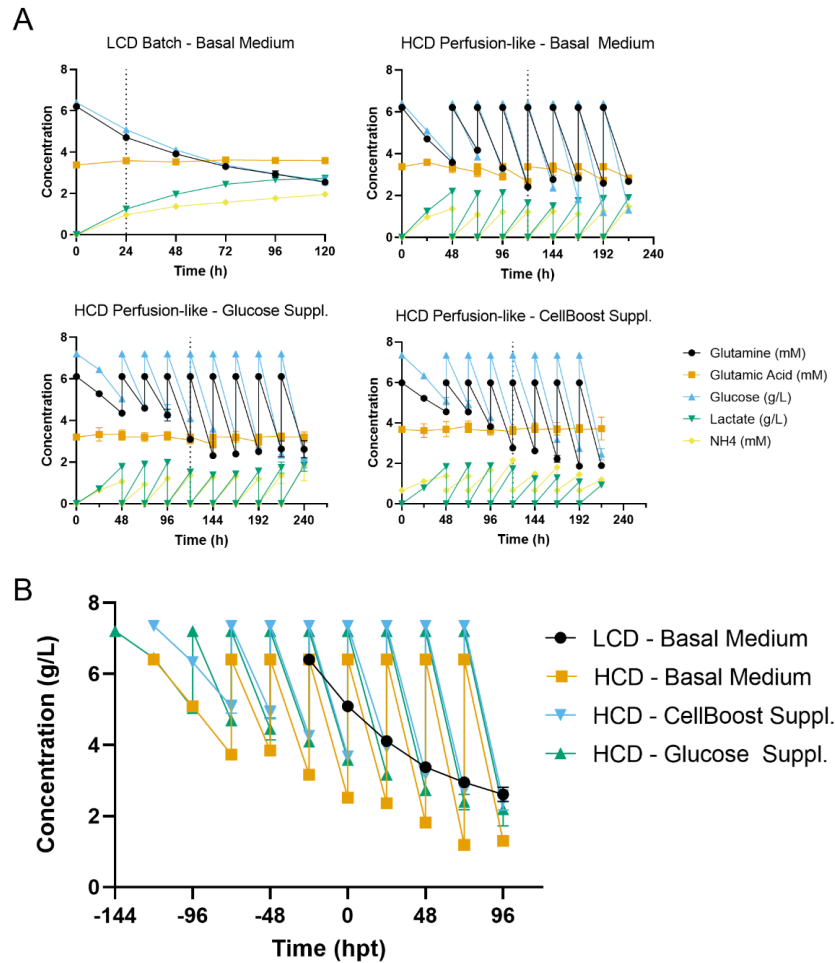 A
LCD Batch - Basal Medium
8
6
4
2
0
Concentration
0 24 48 72 96 120
Time (h)
HCD Perfusion-like - Basal Medium
8
6
4
2
0
Concentration
0 48 96 144 192 240
Time (h)
HCD Perfusion-like - Glucose Suppl.
8
6
4
2
0
Concentration
0 48 96 144 192 240
Time (h)
HCD Perfusion-like - CellBoost Suppl.
8
6
4
2
0
Concentration
0 48 96 144 192 240
Time (h)
Glutamine (mM)
Glutamic Acid (mM)
Glucose (g/L)
Lactate (g/L)
NH4 (mM)
B
8
6
4
2
0
Concentration (g/L)
-144 -96 -48 0 48 96
Time (hpt)
LCD - Basal Medium
HCD - Basal Medium
HCD - CellBoost Suppl.
HCD - Glucose Suppl.